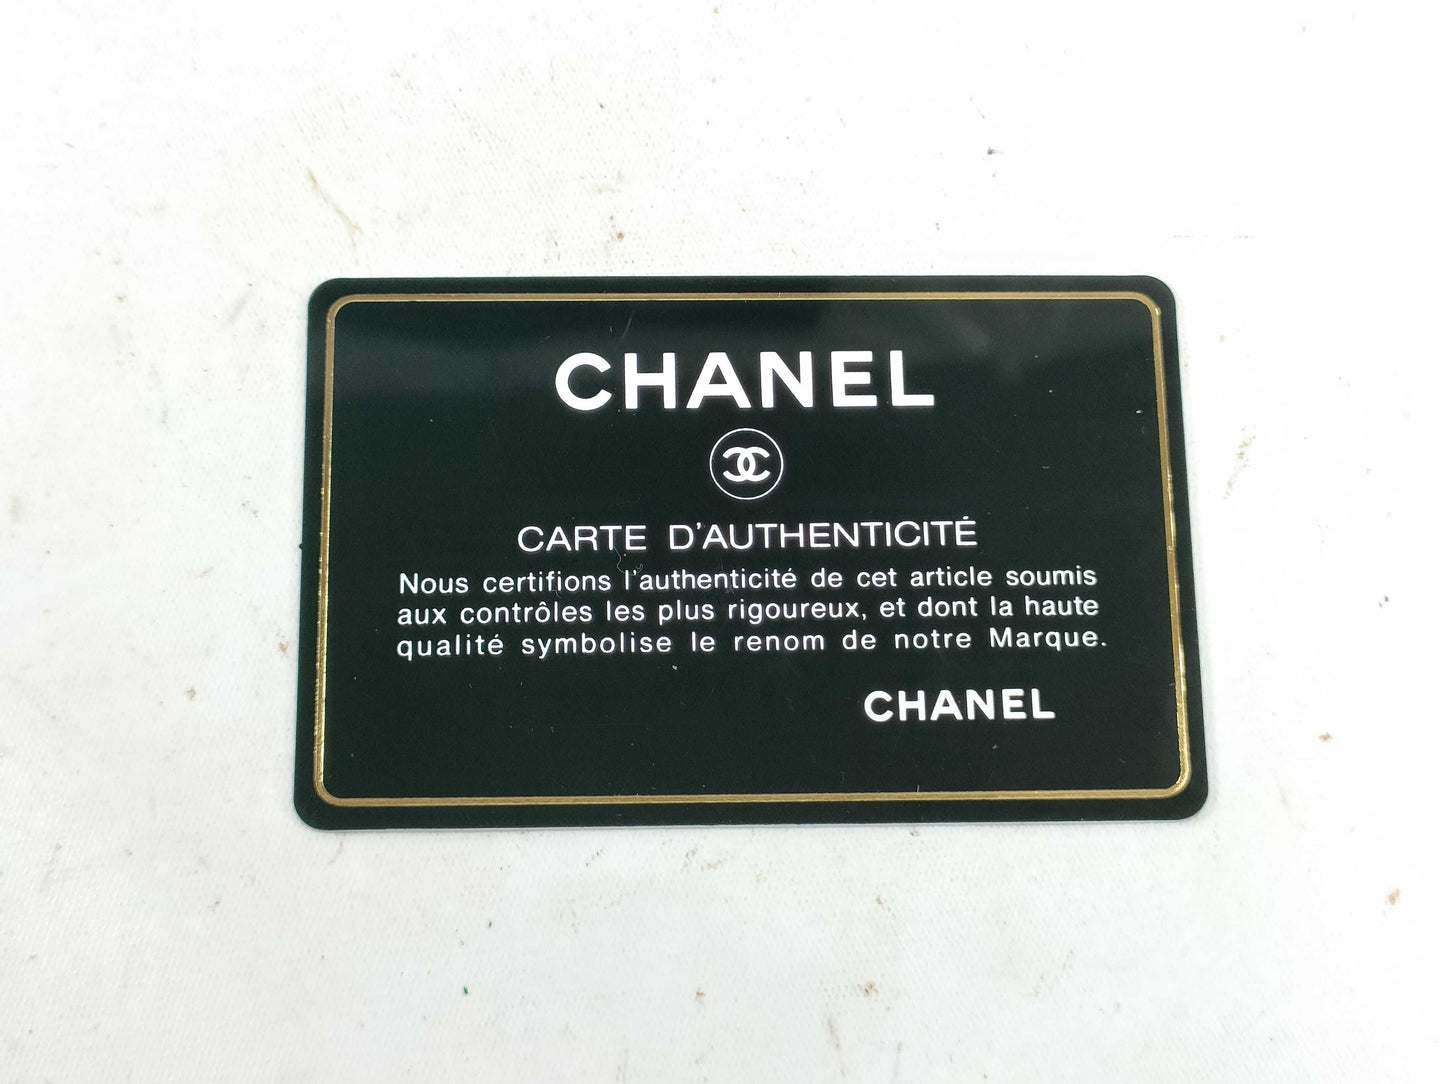 CHANEL
CARTE D'AUTHENTICITÉ
Nous certifions l'authenticité de cet article soumis
aux contrôles les plus rigoureux, et dont la haute
qualité symbolise le renom de notre Marque.
CHANEL